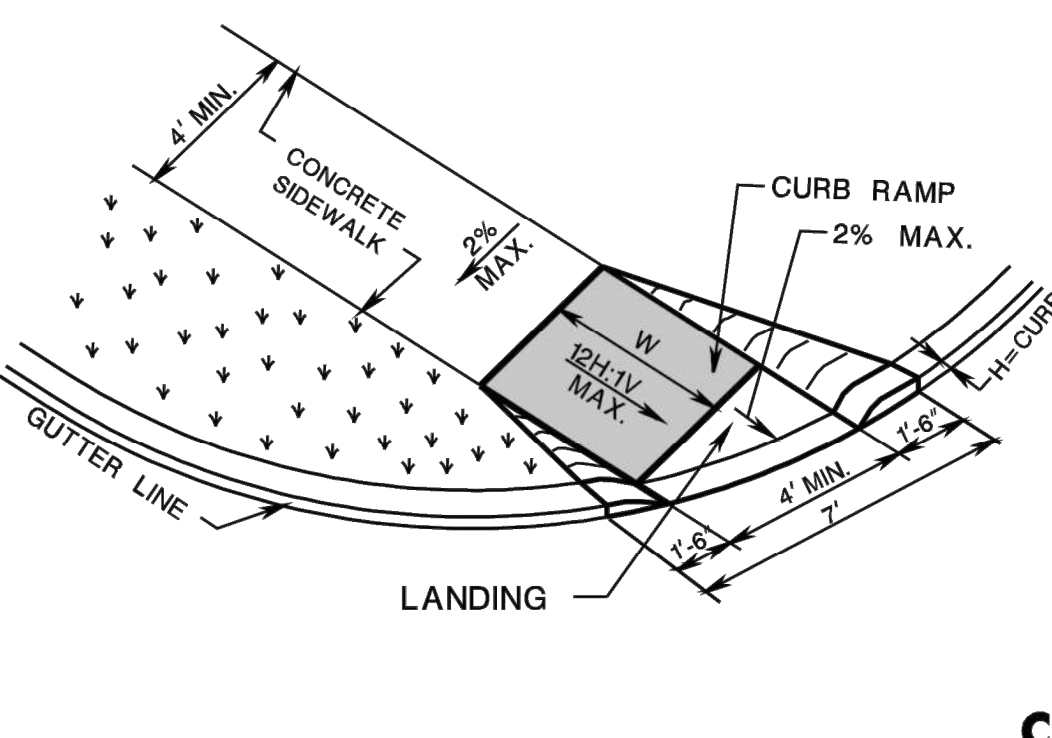 4' MIN.
CONCRETE
SIDEWALK
2%
MAX.
CURB RAMP
2% MAX.
W
12H:1V
MAX.
H=CURB
GUTTER LINE
1'-6"
4' MIN.
7'
1'-6"
LANDING